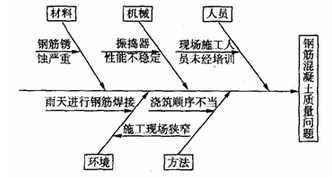 材料
机械
人员
钢筋锈
蚀严重
振捣器
性能不稳定
现场施工人
员未经培训
钢筋混凝土质量问题
雨天进行钢筋焊接
浇筑顺序不当
施工现场狭窄
环境
方法